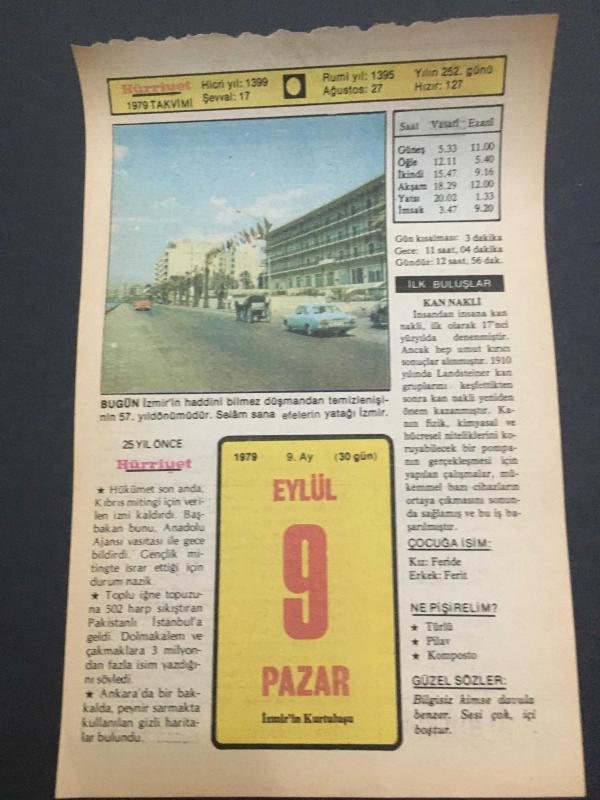 Hürriyet
1979 TAKVİMİ
Hicri yıl: 1399
Şevval: 17
Rumi yıl: 1395
Ağustos: 27
Yılın 252. günü
Hızır: 127
Saat Vasatî Ezanî
Güneş 5.33 11.00
Öğle 12.11 5.40
İkindi 15.47 9.16
Akşam 18.29 12.00
Yatsı 20.02 1.33
İmsak 3.47 9.20
Gün kısalması: 3 dakika
Gece: 11 saat, 04 dakika
Gündüz: 12 saat, 56 dak.
BUGÜN İzmir'in haddini bilmez düşmandan temizlenişi-
nin 57. yıldönümüdür. Selâm sana efelerin yatağı İzmir.
İLK BULUŞLAR
KAN NAKLİ
İnsandan insana kan
nakli, ilk olarak 17'nci
yüzyılda denenmiştir.
Ancak hep umut kırıcı
sonuçlar alınmıştır. 1910
yılında Landsteiner kan
gruplarını keşfettikten
sonra kan nakli yeniden
önem kazanmıştır. Ka-
nın fizik, kimyasal ve
hücresel niteliklerini ko-
ruyabilecek bir pompa-
nın gerçekleşmesi için
yapılan çalışmalar, mü-
kemmel bazı cihazların
ortaya çıkmasını sonun-
da sağlamış ve bu iş ba-
şarılmıştır.
ÇOCUĞA İSİM:
Kız: Feride
Erkek: Ferit
NE PİŞİRELİM?
★ Türlü
★ Pilav
★ Komposto
GÜZEL SÖZLER:
Bilgisiz kimse davula
benzer. Sesi çok, içi
boştur.
25 YIL ÖNCE
Hürriyet
★ Hükûmet son anda,
Kıbrıs mitingi için veri-
len izni kaldırdı. Baş-
bakan bunu, Anadolu
Ajansı vasıtası ile gece
bildirdi. Gençlik mi-
tingte ısrar ettiği için
durum nazik.
★ Toplu iğne topuzu-
na 502 harp sıkıştıran
Pakistanlı İstanbul'a
geldi. Dolmakalem ve
çakmaklara 3 milyon-
dan fazla isim yazdığı-
nı söyledi.
★ Ankara'da bir bak-
kalda, peynir sarmakta
kullanılan gizli harita-
lar bulundu.
1979 9. Ay (30 gün)
EYLÜL
9
PAZAR
İzmir'in Kurtuluşu